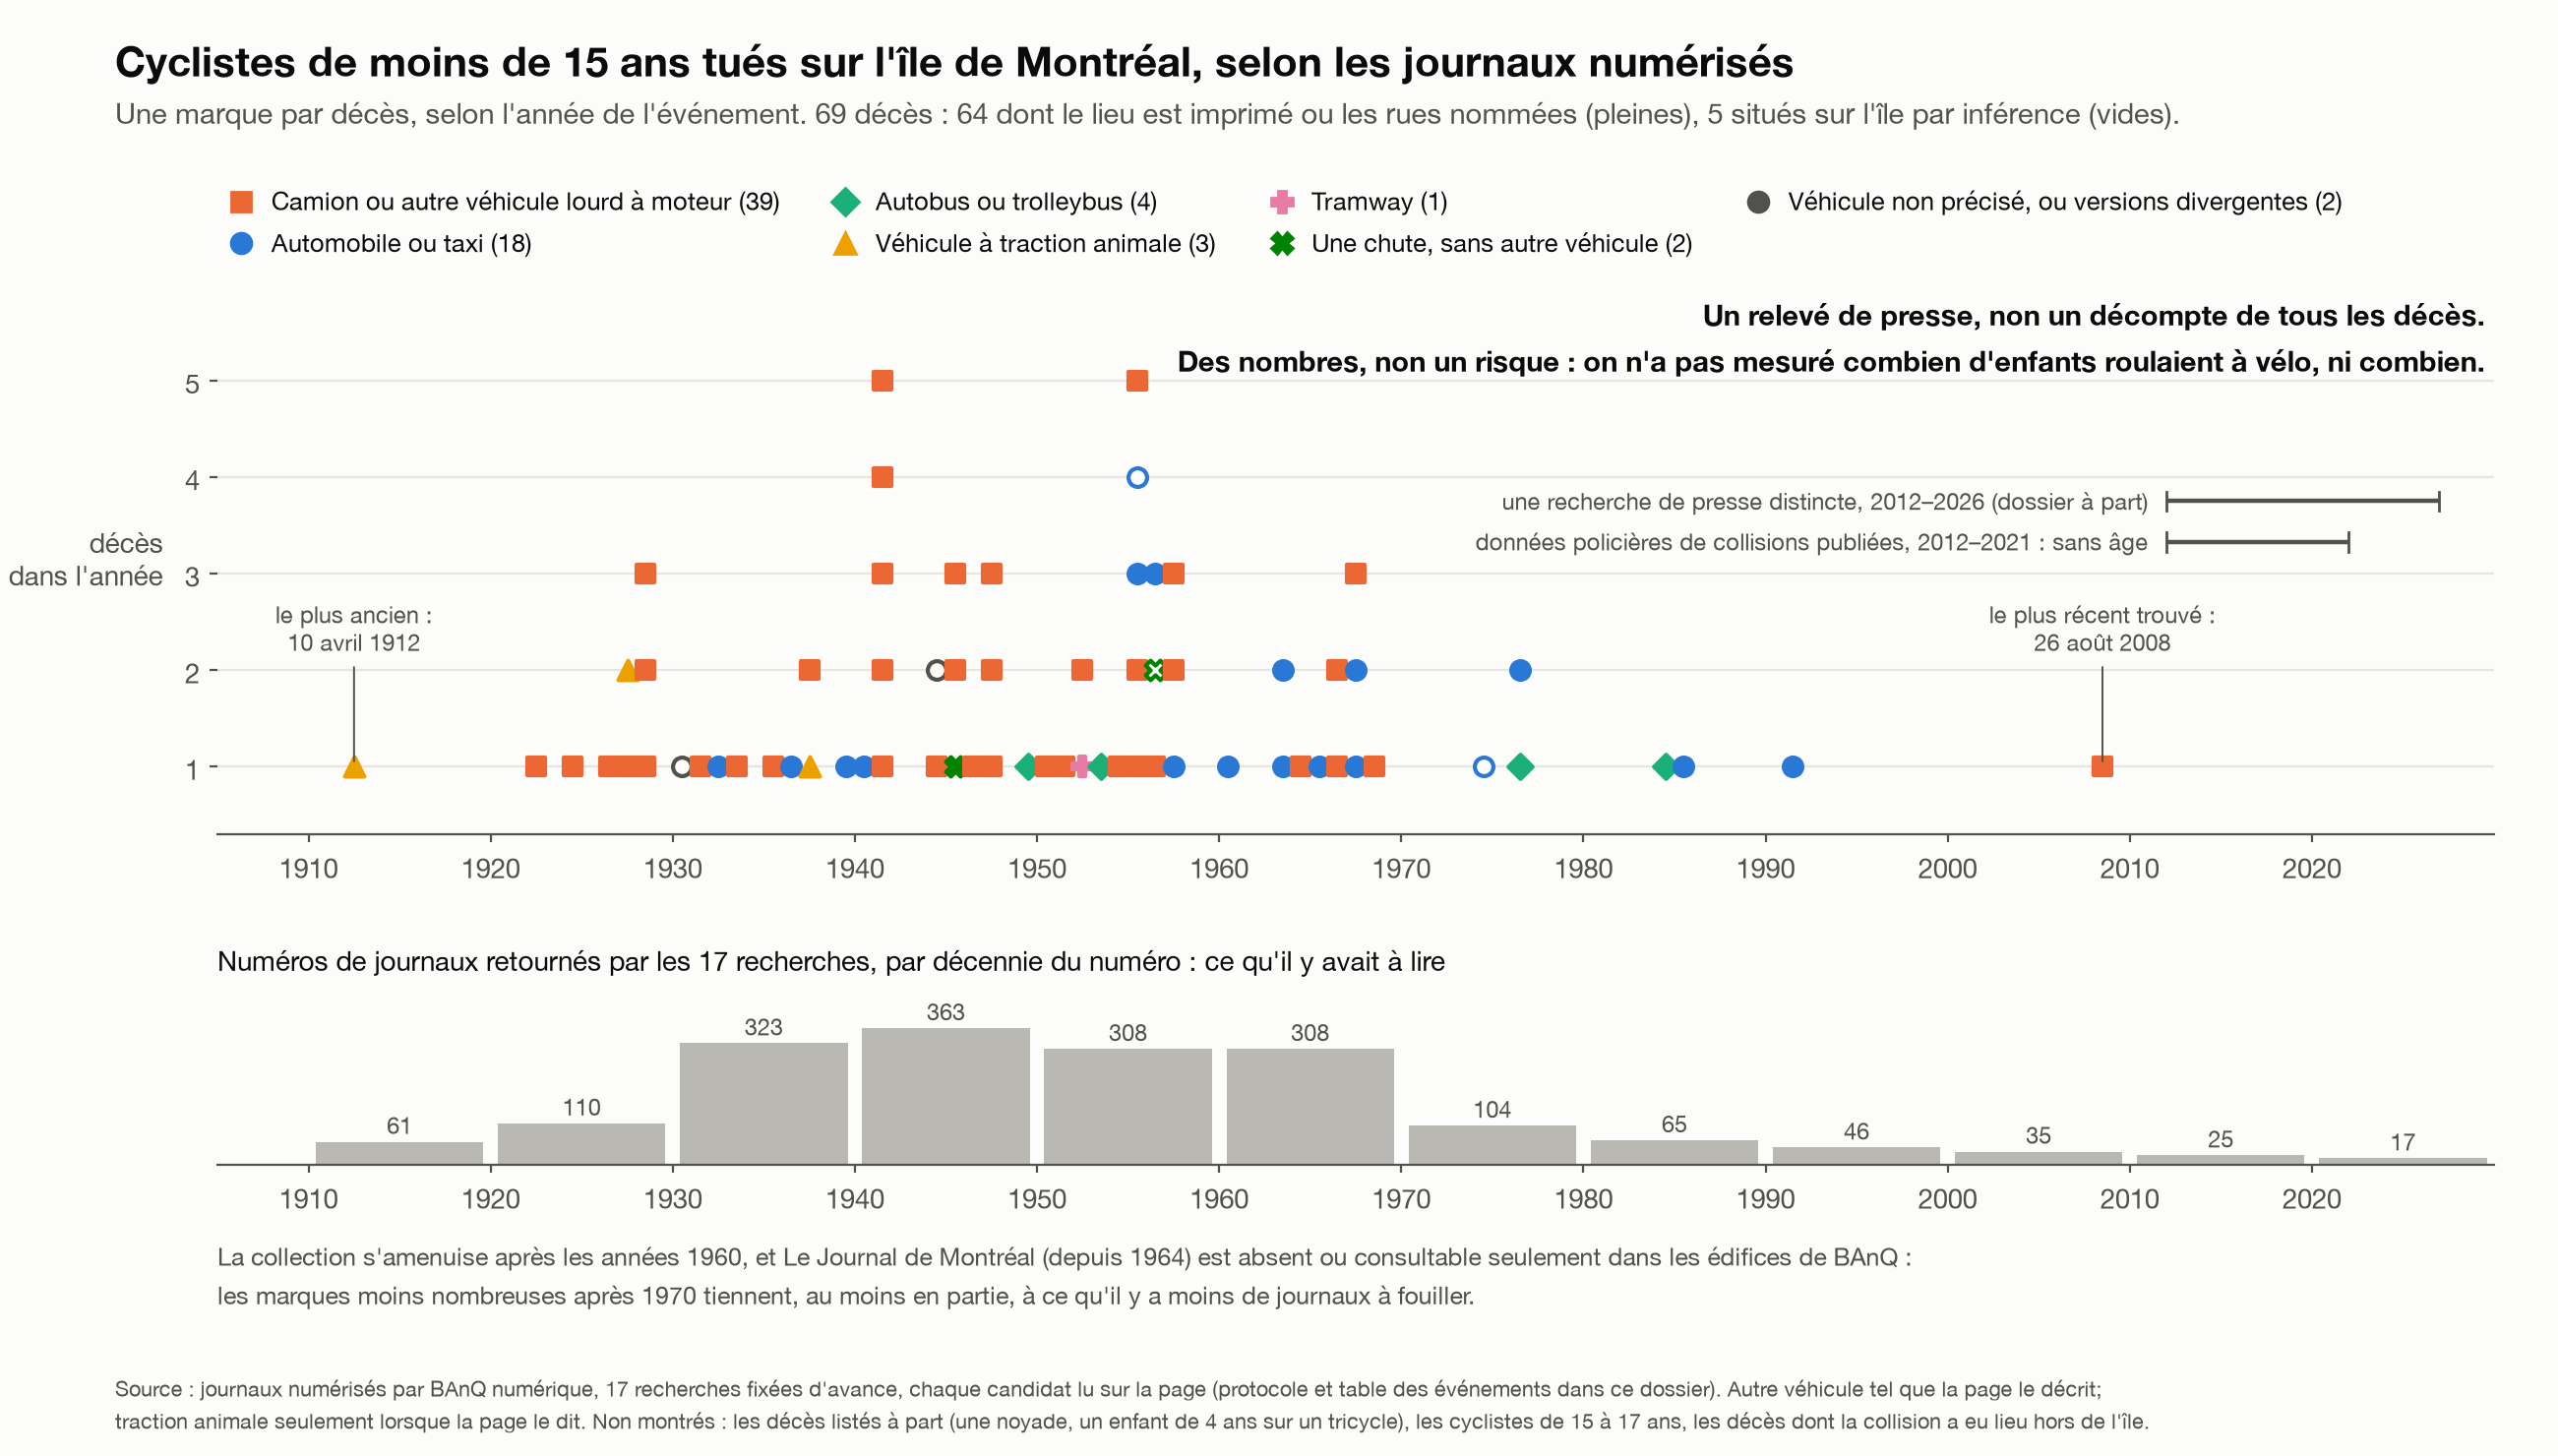 Cyclistes de moins de 15 ans tués sur l'île de Montréal, selon les journaux numérisés
Une marque par décès, selon l'année de l'événement. 69 décès : 64 dont le lieu est imprimé ou les rues nommées (pleines), 5 situés sur l'île par inférence (vides).
Camion ou autre véhicule lourd à moteur (39)
Autobus ou trolleybus (4)
Tramway (1)
Véhicule non précisé, ou versions divergentes (2)
Automobile ou taxi (18)
Véhicule à traction animale (3)
Une chute, sans autre véhicule (2)
Un relevé de presse, non un décompte de tous les décès.
Des nombres, non un risque : on n'a pas mesuré combien d'enfants roulaient à vélo, ni combien.
5
4
une recherche de presse distincte, 2012–2026 (dossier à part)
données policières de collisions publiées, 2012–2021 : sans âge
décès
dans l'année
3
le plus ancien :
10 avril 1912
le plus récent trouvé :
26 août 2008
2
1
1910 1920 1930 1940 1950 1960 1970 1980 1990 2000 2010 2020
Numéros de journaux retournés par les 17 recherches, par décennie du numéro : ce qu'il y avait à lire
61 110 323 363 308 308 104 65 46 35 25 17
1910 1920 1930 1940 1950 1960 1970 1980 1990 2000 2010 2020
La collection s'amenuise après les années 1960, et Le Journal de Montréal (depuis 1964) est absent ou consultable seulement dans les édifices de BAnQ :
les marques moins nombreuses après 1970 tiennent, au moins en partie, à ce qu'il y a moins de journaux à fouiller.
Source : journaux numérisés par BAnQ numérique, 17 recherches fixées d'avance, chaque candidat lu sur la page (protocole et table des événements dans ce dossier). Autre véhicule tel que la page le décrit;
traction animale seulement lorsque la page le dit. Non montrés : les décès listés à part (une noyade, un enfant de 4 ans sur un tricycle), les cyclistes de 15 à 17 ans, les décès dont la collision a eu lieu hors de l'île.